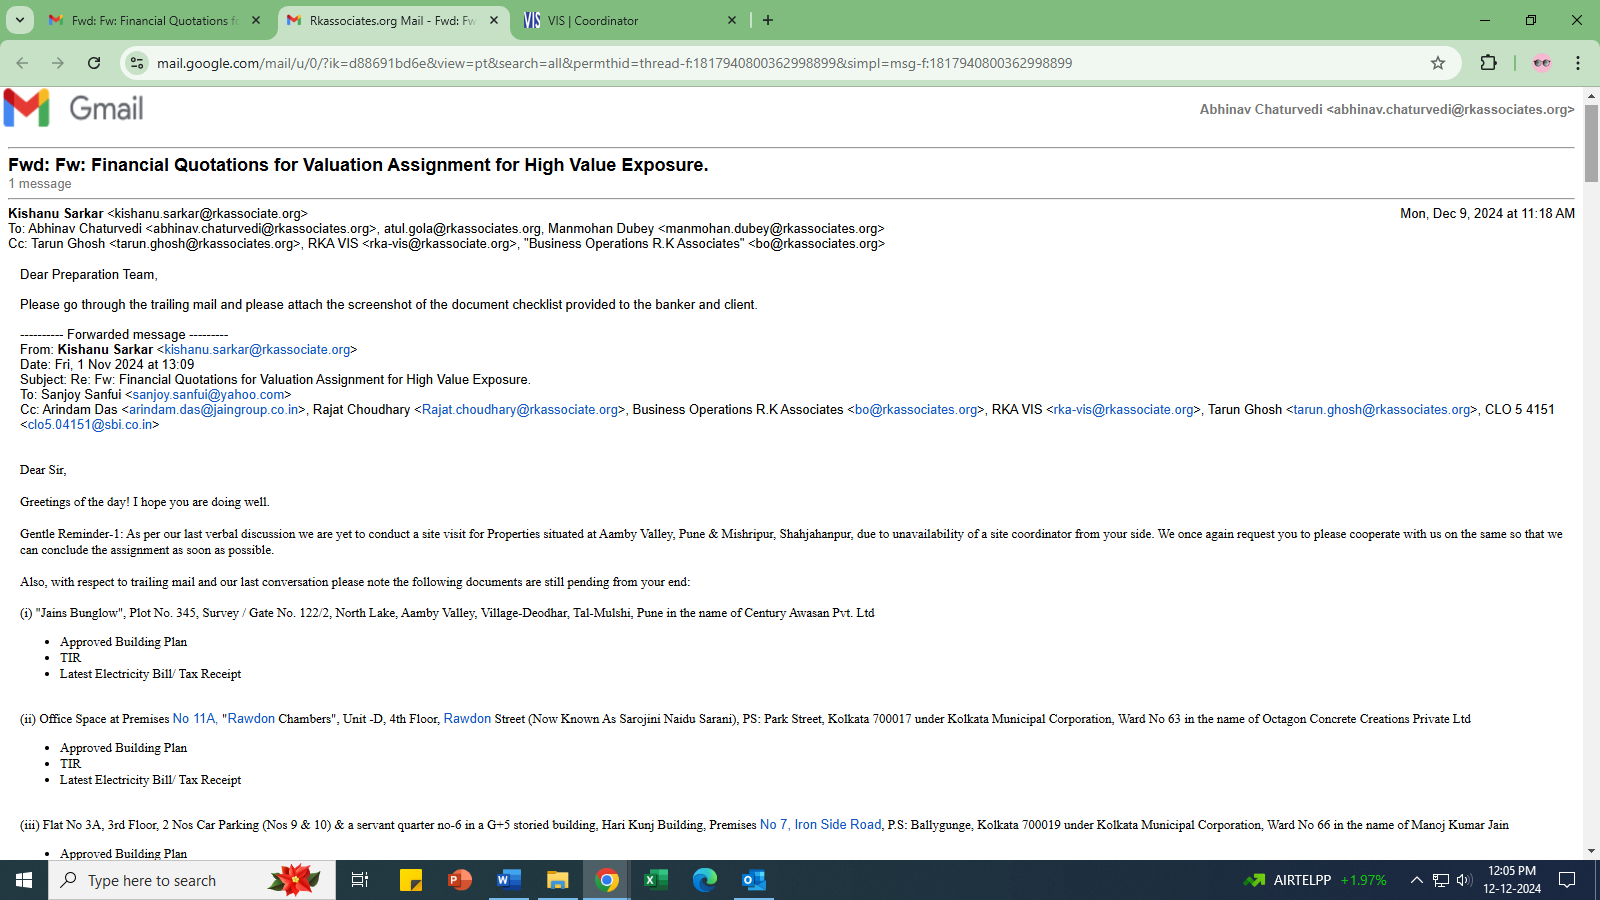 Fwd: Fw: Financial Quotations f
Rkassociates.org Mail - Fwd: Fw
VIS | Coordinator
mail.google.com/mail/u/0/?ik=d88691bd6e&view=pt&search=all&permthid=thread-f:1817940800362998899&simpl=msg-f:1817940800362998899
Gmail
Abhinav Chaturvedi <abhinav.chaturvedi@rkassociates.org>
Fwd: Fw: Financial Quotations for Valuation Assignment for High Value Exposure.
1 message
Kishanu Sarkar <kishanu.sarkar@rkassociate.org> Mon, Dec 9, 2024 at 11:18 AM
To: Abhinav Chaturvedi <abhinav.chaturvedi@rkassociates.org>, atul.gola@rkassociates.org, Manmohan Dubey <manmohan.dubey@rkassociates.org>
Cc: Tarun Ghosh <tarun.ghosh@rkassociates.org>, RKA VIS <rka-vis@rkassociate.org>, "Business Operations R.K Associates" <bo@rkassociates.org>
Dear Preparation Team,
Please go through the trailing mail and please attach the screenshot of the document checklist provided to the banker and client.
---------- Forwarded message ---------
From: Kishanu Sarkar <kishanu.sarkar@rkassociate.org>
Date: Fri, 1 Nov 2024 at 13:09
Subject: Re: Fw: Financial Quotations for Valuation Assignment for High Value Exposure.
To: Sanjoy Sanfui <sanjoy.sanfui@yahoo.com>
Cc: Arindam Das <arindam.das@jaingroup.co.in>, Rajat Choudhary <Rajat.choudhary@rkassociate.org>, Business Operations R.K Associates <bo@rkassociates.org>, RKA VIS <rka-vis@rkassociate.org>, Tarun Ghosh <tarun.ghosh@rkassociates.org>, CLO 5 4151
<clo5.04151@sbi.co.in>
Dear Sir,
Greetings of the day! I hope you are doing well.
Gentle Reminder-1: As per our last verbal discussion we are yet to conduct a site visit for Properties situated at Aamby Valley, Pune & Mishripur, Shahjahanpur, due to unavailability of a site coordinator from your side. We once again request you to please cooperate with us on the same so that we
can conclude the assignment as soon as possible.
Also, with respect to trailing mail and our last conversation please note the following documents are still pending from your end:
(i) "Jains Bunglow", Plot No. 345, Survey / Gate No. 122/2, North Lake, Aamby Valley, Village-Deodhar, Tal-Mulshi, Pune in the name of Century Awasan Pvt. Ltd
• Approved Building Plan
• TIR
• Latest Electricity Bill/ Tax Receipt
(ii) Office Space at Premises No 11A, "Rawdon Chambers", Unit -D, 4th Floor, Rawdon Street (Now Known As Sarojini Naidu Sarani), PS: Park Street, Kolkata 700017 under Kolkata Municipal Corporation, Ward No 63 in the name of Octagon Concrete Creations Private Ltd
• Approved Building Plan
• TIR
• Latest Electricity Bill/ Tax Receipt
(iii) Flat No 3A, 3rd Floor, 2 Nos Car Parking (Nos 9 & 10) & a servant quarter no-6 in a G+5 storied building, Hari Kunj Building, Premises No 7, Iron Side Road, P.S: Ballygunge, Kolkata 700019 under Kolkata Municipal Corporation, Ward No 66 in the name of Manoj Kumar Jain
• Approved Building Plan
Type here to search
AIRTELPP +1.97%
12:05 PM
12-12-2024